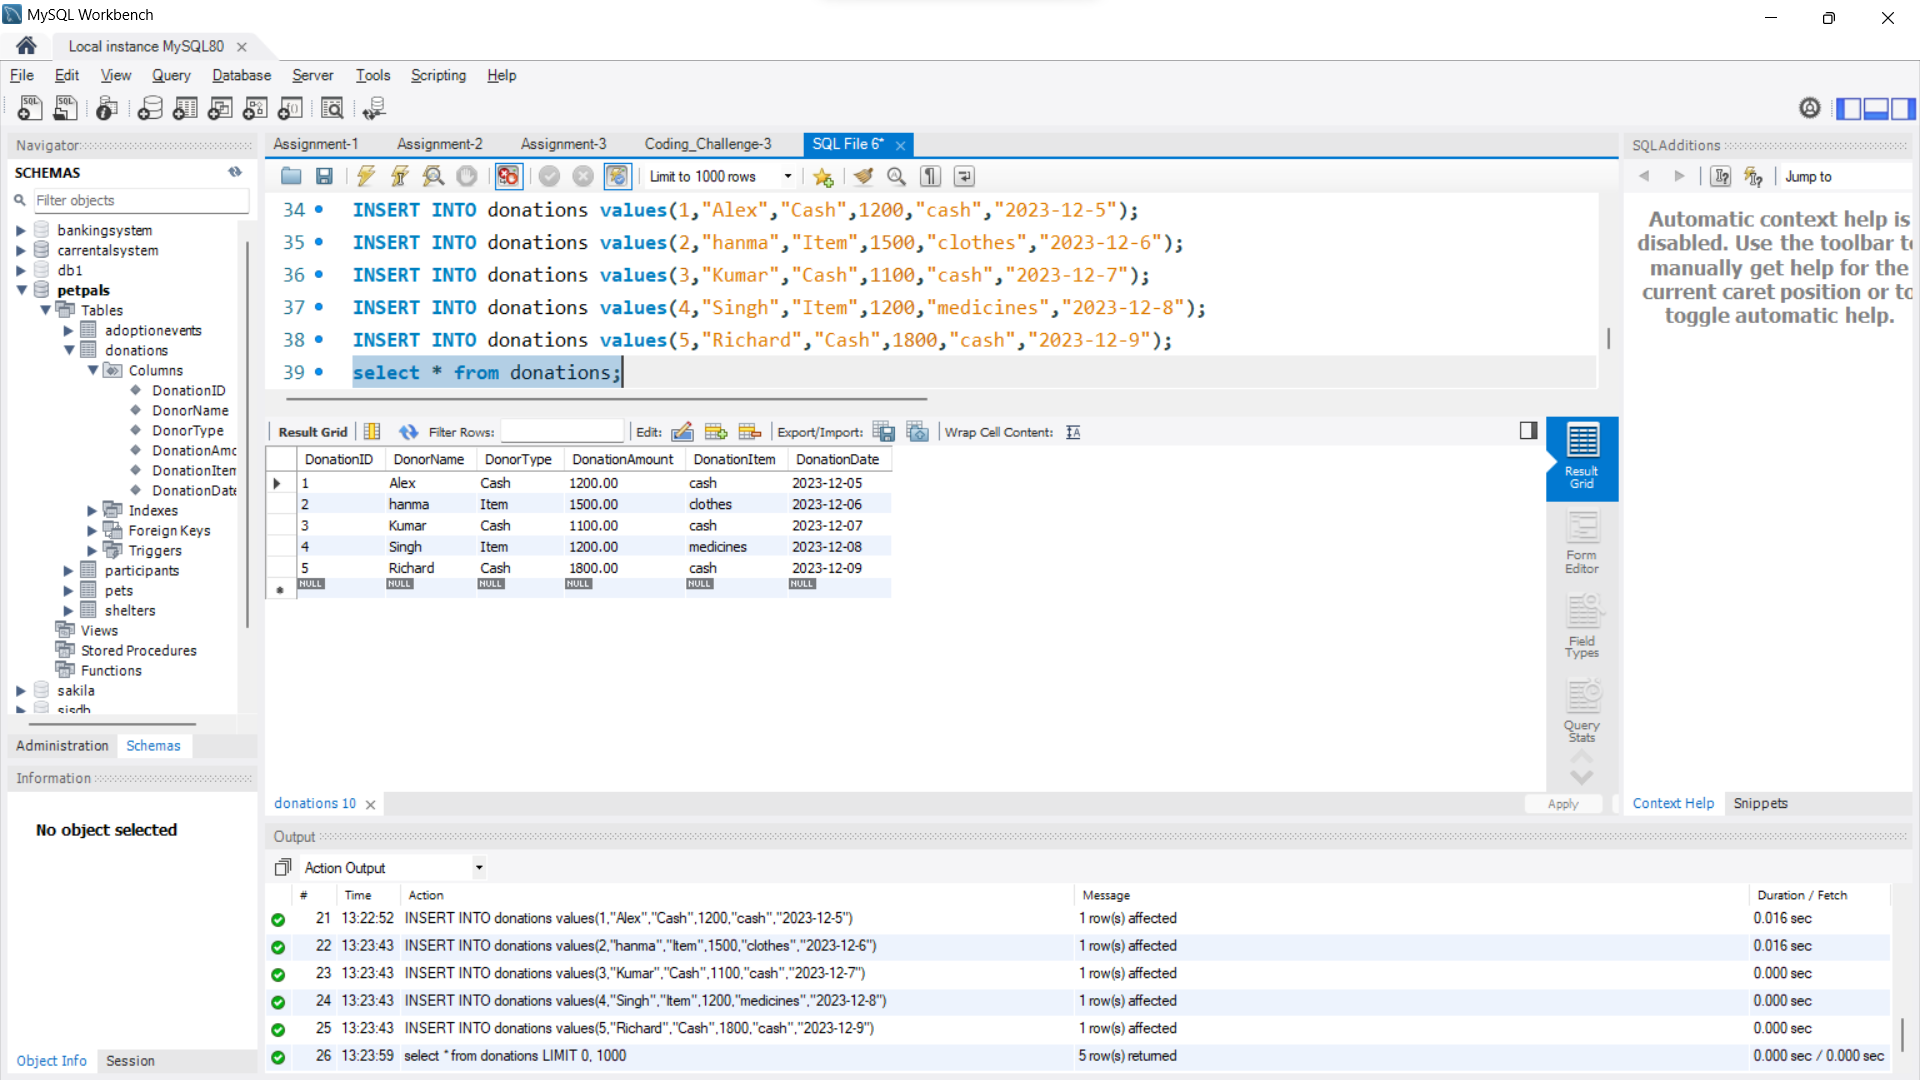 MySQL Workbench
Local instance MySQL80
File Edit View Query Database Server Tools Scripting Help
Navigator
SCHEMAS
Filter objects
bankingsystem
carrentalsystem
db1
petpals
Tables
adoptionevents
donations
Columns
DonationID
DonorName
DonorType
DonationAmo
DonationItem
DonationDate
Indexes
Foreign Keys
Triggers
participants
pets
shelters
Views
Stored Procedures
Functions
sakila
sisdb
Administration Schemas
Information
No object selected
Object Info Session
Assignment-1 Assignment-2 Assignment-3 Coding_Challenge-3 SQL File 6*
Limit to 1000 rows
34 INSERT INTO donations values(1,"Alex","Cash",1200,"cash","2023-12-5");
35 INSERT INTO donations values(2,"hanma","Item",1500,"clothes","2023-12-6");
36 INSERT INTO donations values(3,"Kumar","Cash",1100,"cash","2023-12-7");
37 INSERT INTO donations values(4,"Singh","Item",1200,"medicines","2023-12-8");
38 INSERT INTO donations values(5,"Richard","Cash",1800,"cash","2023-12-9");
39 select * from donations;
Result Grid Filter Rows: Edit: Export/Import: Wrap Cell Content:
DonationID DonorName DonorType DonationAmount DonationItem DonationDate
1 Alex Cash 1200.00 cash 2023-12-05
2 hanma Item 1500.00 clothes 2023-12-06
3 Kumar Cash 1100.00 cash 2023-12-07
4 Singh Item 1200.00 medicines 2023-12-08
5 Richard Cash 1800.00 cash 2023-12-09
NULL NULL NULL NULL NULL NULL
Result
Grid
Form
Editor
Field
Types
Query
Stats
donations 10
Apply
SQLAdditions
Jump to
Automatic context help is
disabled. Use the toolbar to
manually get help for the
current caret position or to
toggle automatic help.
Context Help Snippets
Output
Action Output
# Time Action Message Duration / Fetch
21 13:22:52 INSERT INTO donations values(1,"Alex","Cash",1200,"cash","2023-12-5") 1 row(s) affected 0.016 sec
22 13:23:43 INSERT INTO donations values(2,"hanma","Item",1500,"clothes","2023-12-6") 1 row(s) affected 0.016 sec
23 13:23:43 INSERT INTO donations values(3,"Kumar","Cash",1100,"cash","2023-12-7") 1 row(s) affected 0.000 sec
24 13:23:43 INSERT INTO donations values(4,"Singh","Item",1200,"medicines","2023-12-8") 1 row(s) affected 0.000 sec
25 13:23:43 INSERT INTO donations values(5,"Richard","Cash",1800,"cash","2023-12-9") 1 row(s) affected 0.000 sec
26 13:23:59 select * from donations LIMIT 0, 1000 5 row(s) returned 0.000 sec / 0.000 sec